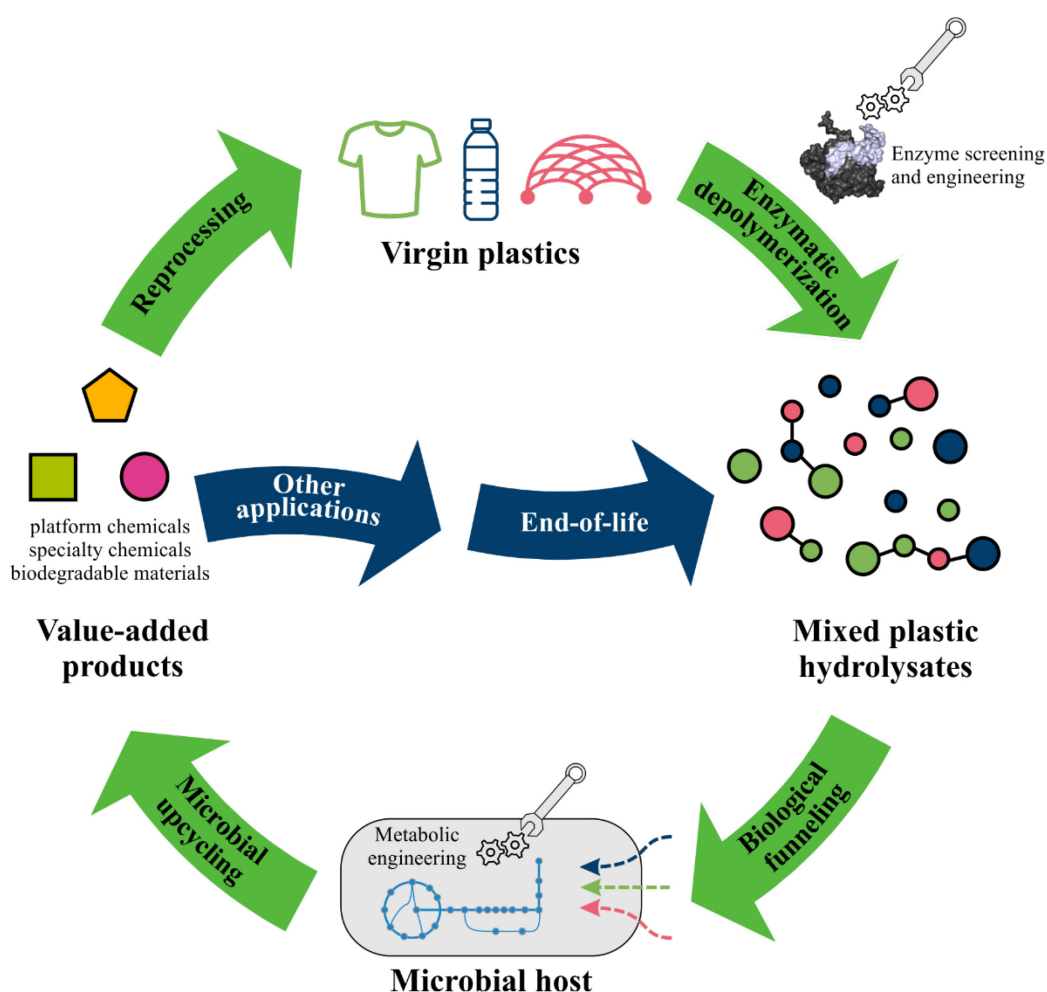 Enzyme screening
and engineering
Reprocessing
Virgin plastics
Enzymatic
depolymerization
platform chemicals
specialty chemicals
biodegradable materials
Other
applications
End-of-life
Value-added
products
Mixed plastic
hydrolysates
Microbial
upcycling
Metabolic
engineering
Biological
funneling
Microbial host